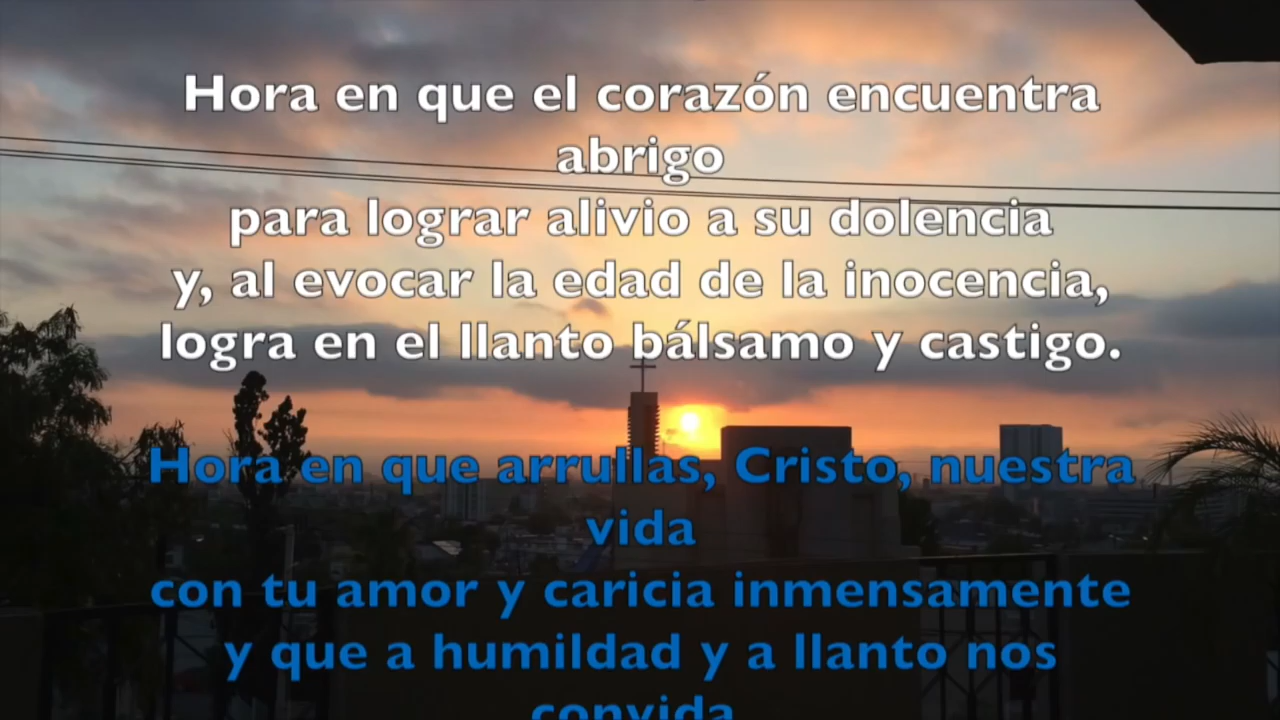 Hora en que el corazón encuentra
abrigo
para lograr alivio a su dolencia
y, al evocar la edad de la inocencia,
logra en el llanto bálsamo y castigo.
Hora en que arrullas, Cristo, nuestra
vida
con tu amor y caricia inmensamente
y que a humildad y a llanto nos
convida